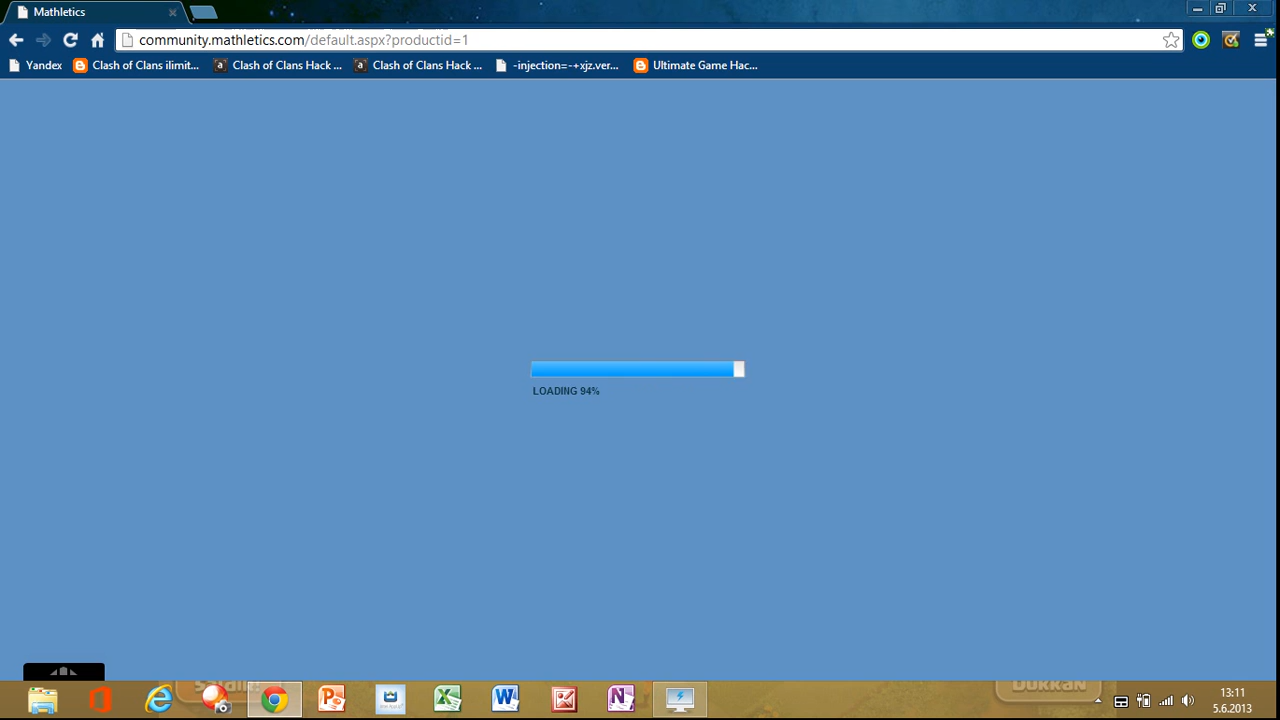 Mathletics
community.mathletics.com/default.aspx?productid=1
Yandex Clash of Clans ilimit... Clash of Clans Hack ... Clash of Clans Hack ... -injection=-+xjz.ver... Ultimate Game Hac...
LOADING 94%
Saldır!
Dükkan
13:11
5.6.2013